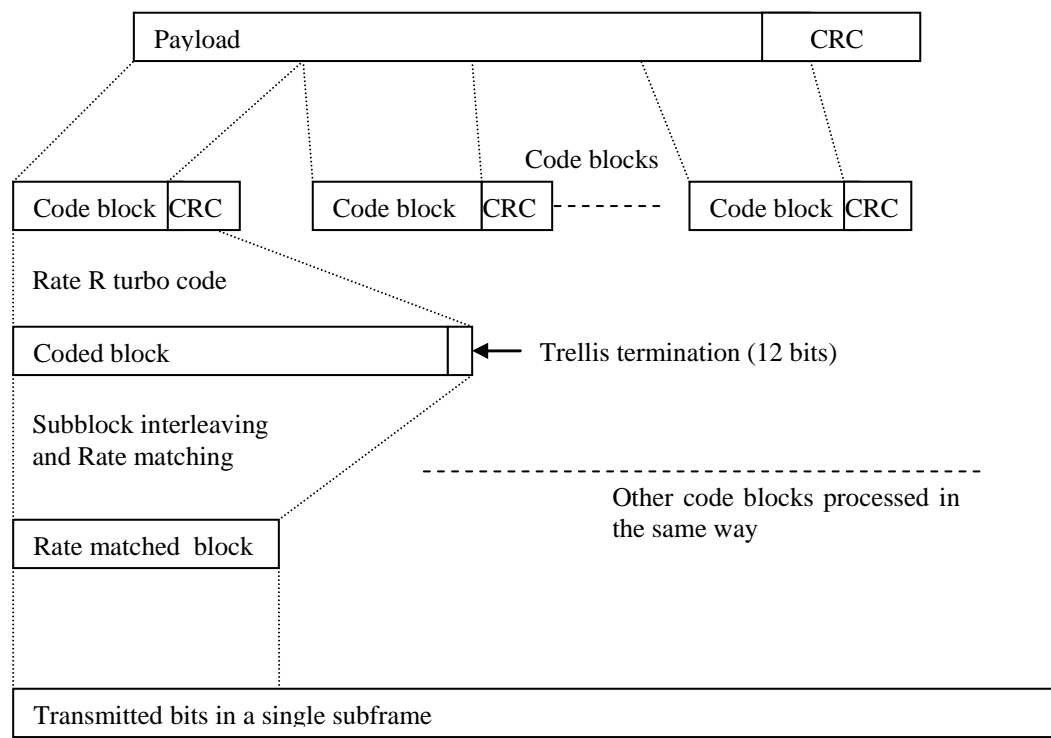 Payload
CRC
Code blocks
Code block CRC
Code block CRC
Code block CRC
Rate R turbo code
Coded block
Trellis termination (12 bits)
Subblock interleaving
and Rate matching
Other code blocks processed in
the same way
Rate matched block
Transmitted bits in a single subframe